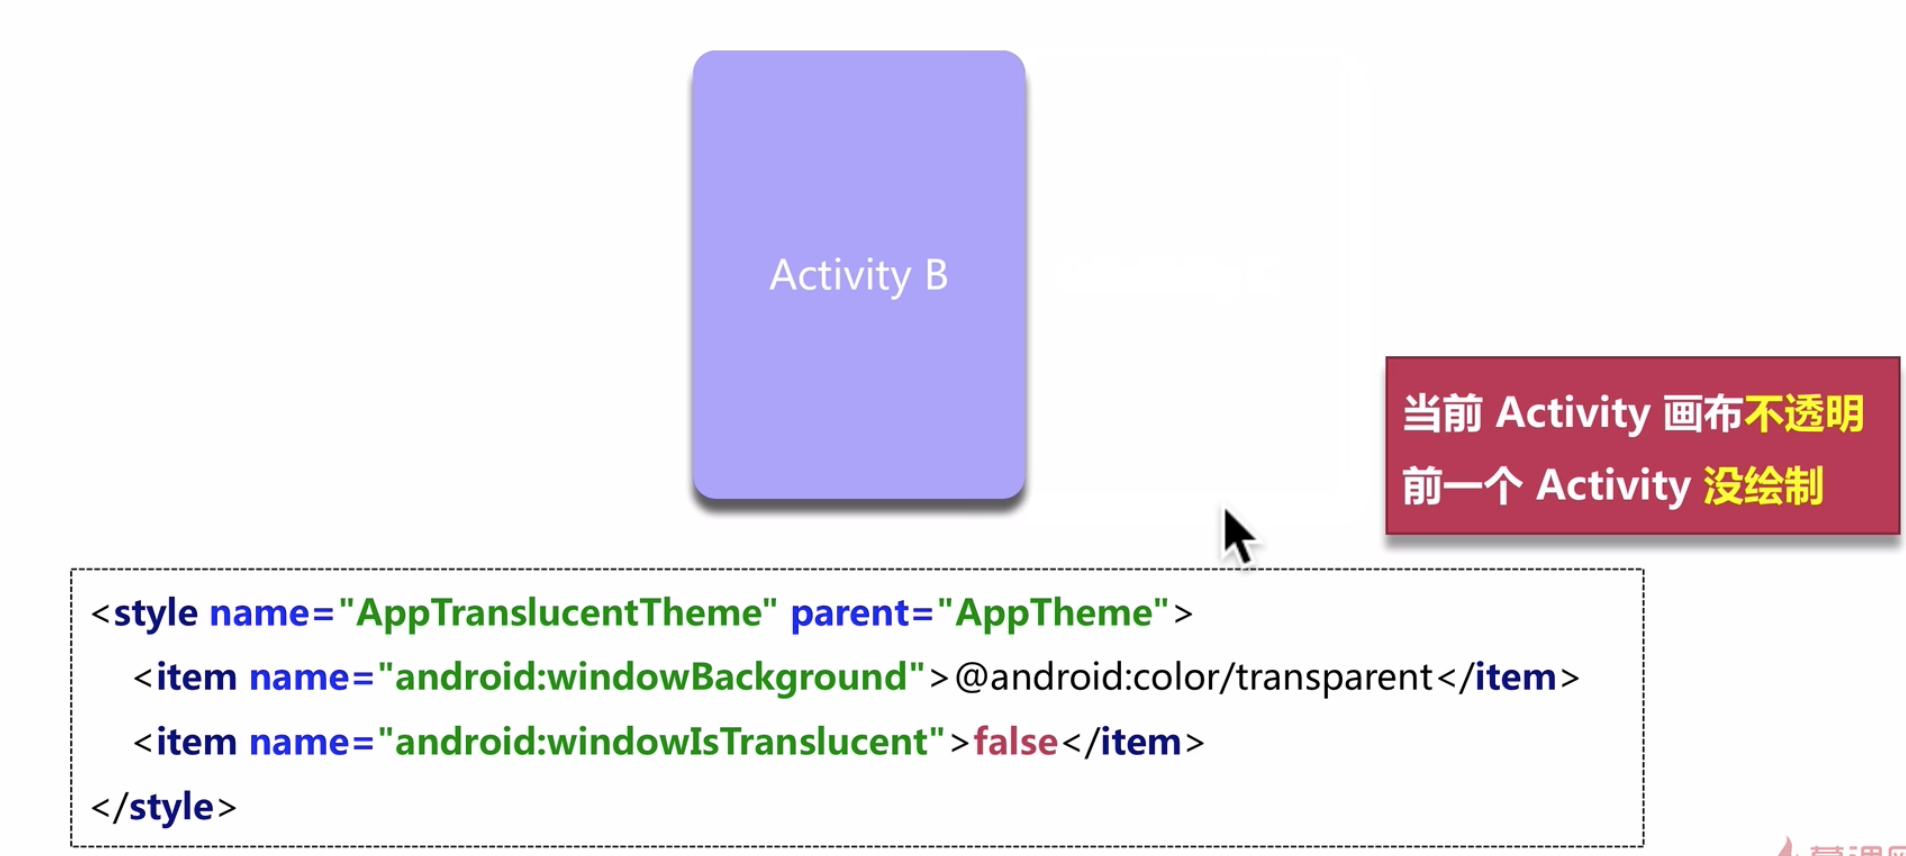 Activity B
当前 Activity 画布不透明
前一个 Activity 没绘制
<style name="AppTranslucentTheme" parent="AppTheme">
<item name="android:windowBackground">@android:color/transparent</item>
<item name="android:windowIsTranslucent">false</item>
</style>